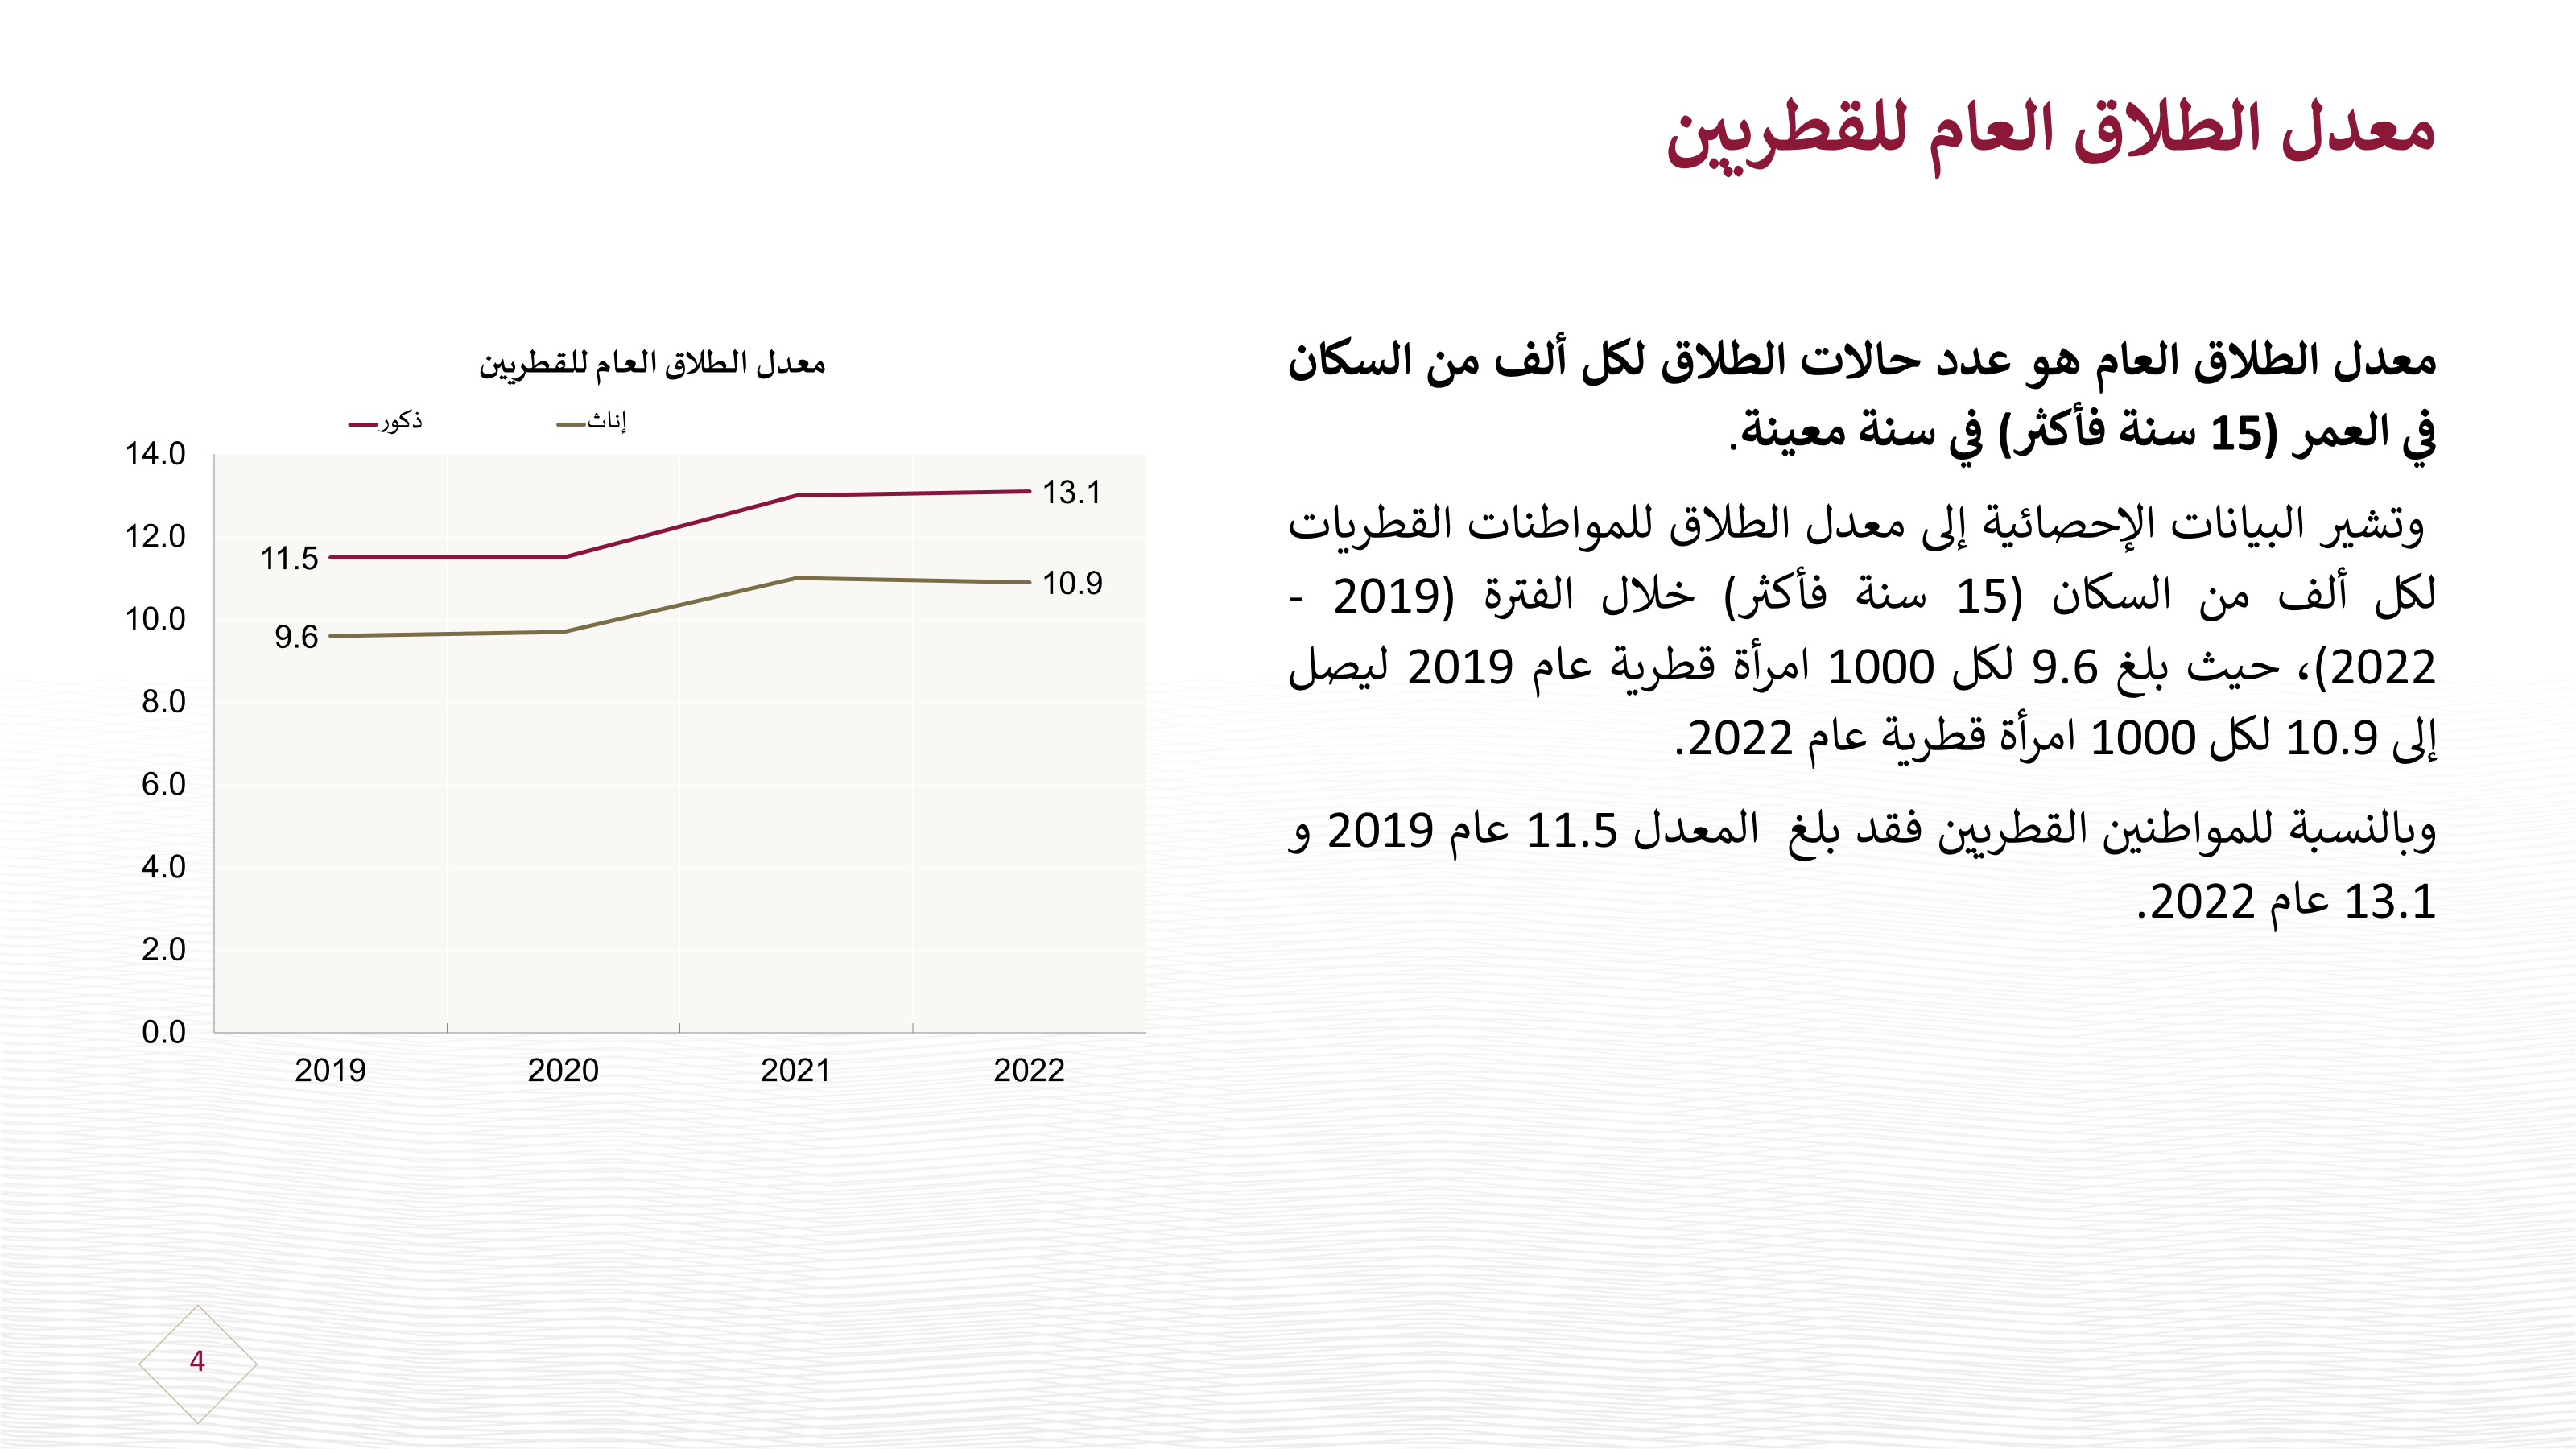 معدل الطلاق العام للقطريين
معدل الطلاق العام هو عدد حالات الطلاق لكل ألف من السكان
في العمر (15 سنة فأكثر) في سنة معينة.
وتشير البيانات الإحصائية إلى معدل الطلاق للمواطنات القطريات
لكل ألف من السكان (15 سنة فأكثر) خلال الفترة (2019 -
2022)، حيث بلغ 9.6 لكل 1000 امرأة قطرية عام 2019 ليصل
إلى 10.9 لكل 1000 امرأة قطرية عام 2022.
وبالنسبة للمواطنين القطريين فقد بلغ المعدل 11.5 عام 2019 و
13.1 عام 2022.
معدل الطلاق العام للقطريين
ذكور
إناث
14.0
12.0
10.0
8.0
6.0
4.0
2.0
0.0
11.5
13.1
9.6
10.9
2019 2020 2021 2022
4